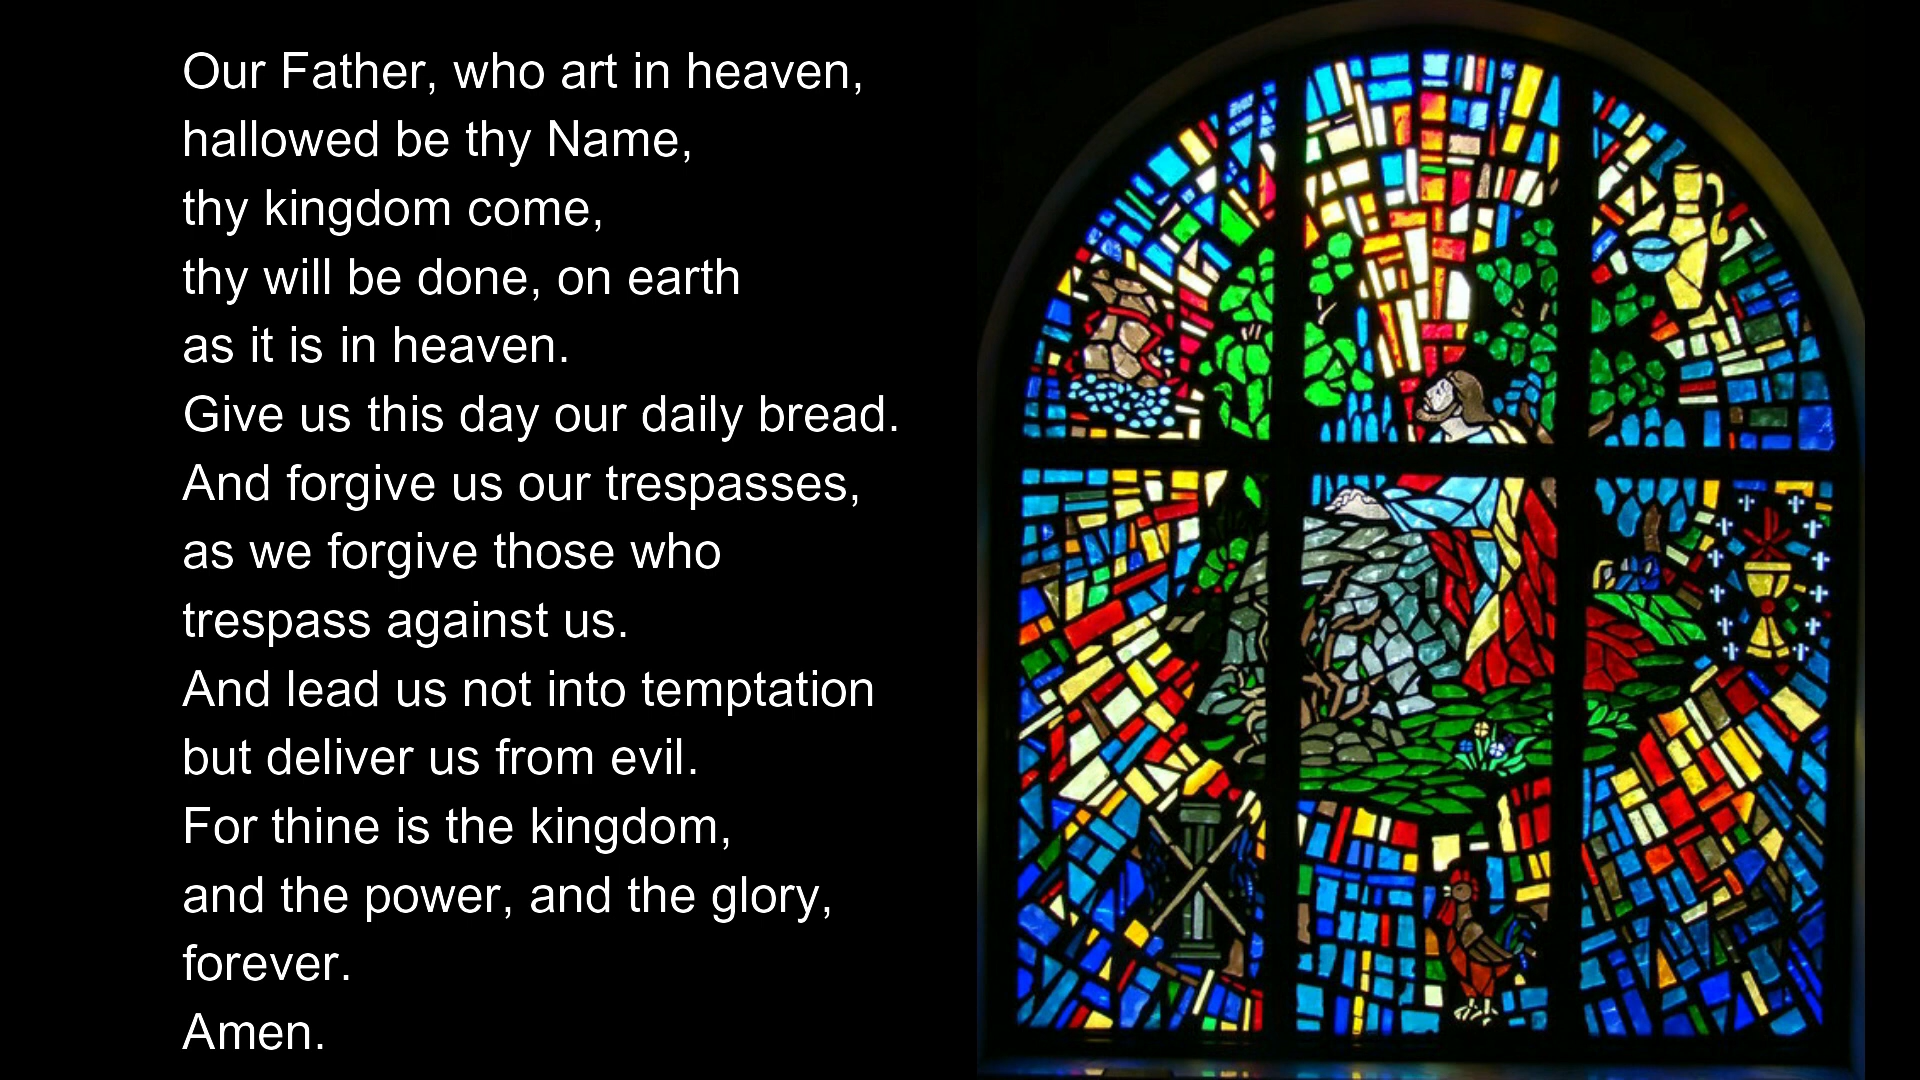 Our Father, who art in heaven,
hallowed be thy Name,
thy kingdom come,
thy will be done, on earth
as it is in heaven.
Give us this day our daily bread.
And forgive us our trespasses,
as we forgive those who
trespass against us.
And lead us not into temptation
but deliver us from evil.
For thine is the kingdom,
and the power, and the glory,
forever.
Amen.